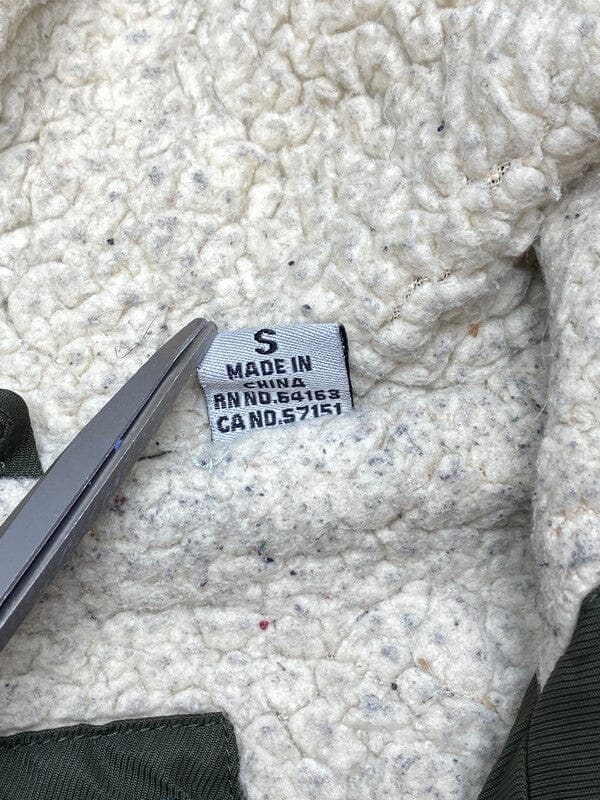 S
MADE IN
CHINA
RN NO.64163
CA NO.57151